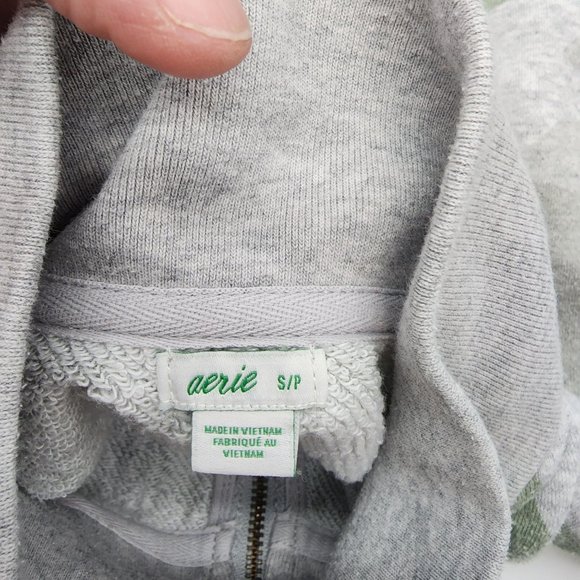 aerie S/P
MADE IN VIETNAM
FABRIQUÉ AU
VIETNAM